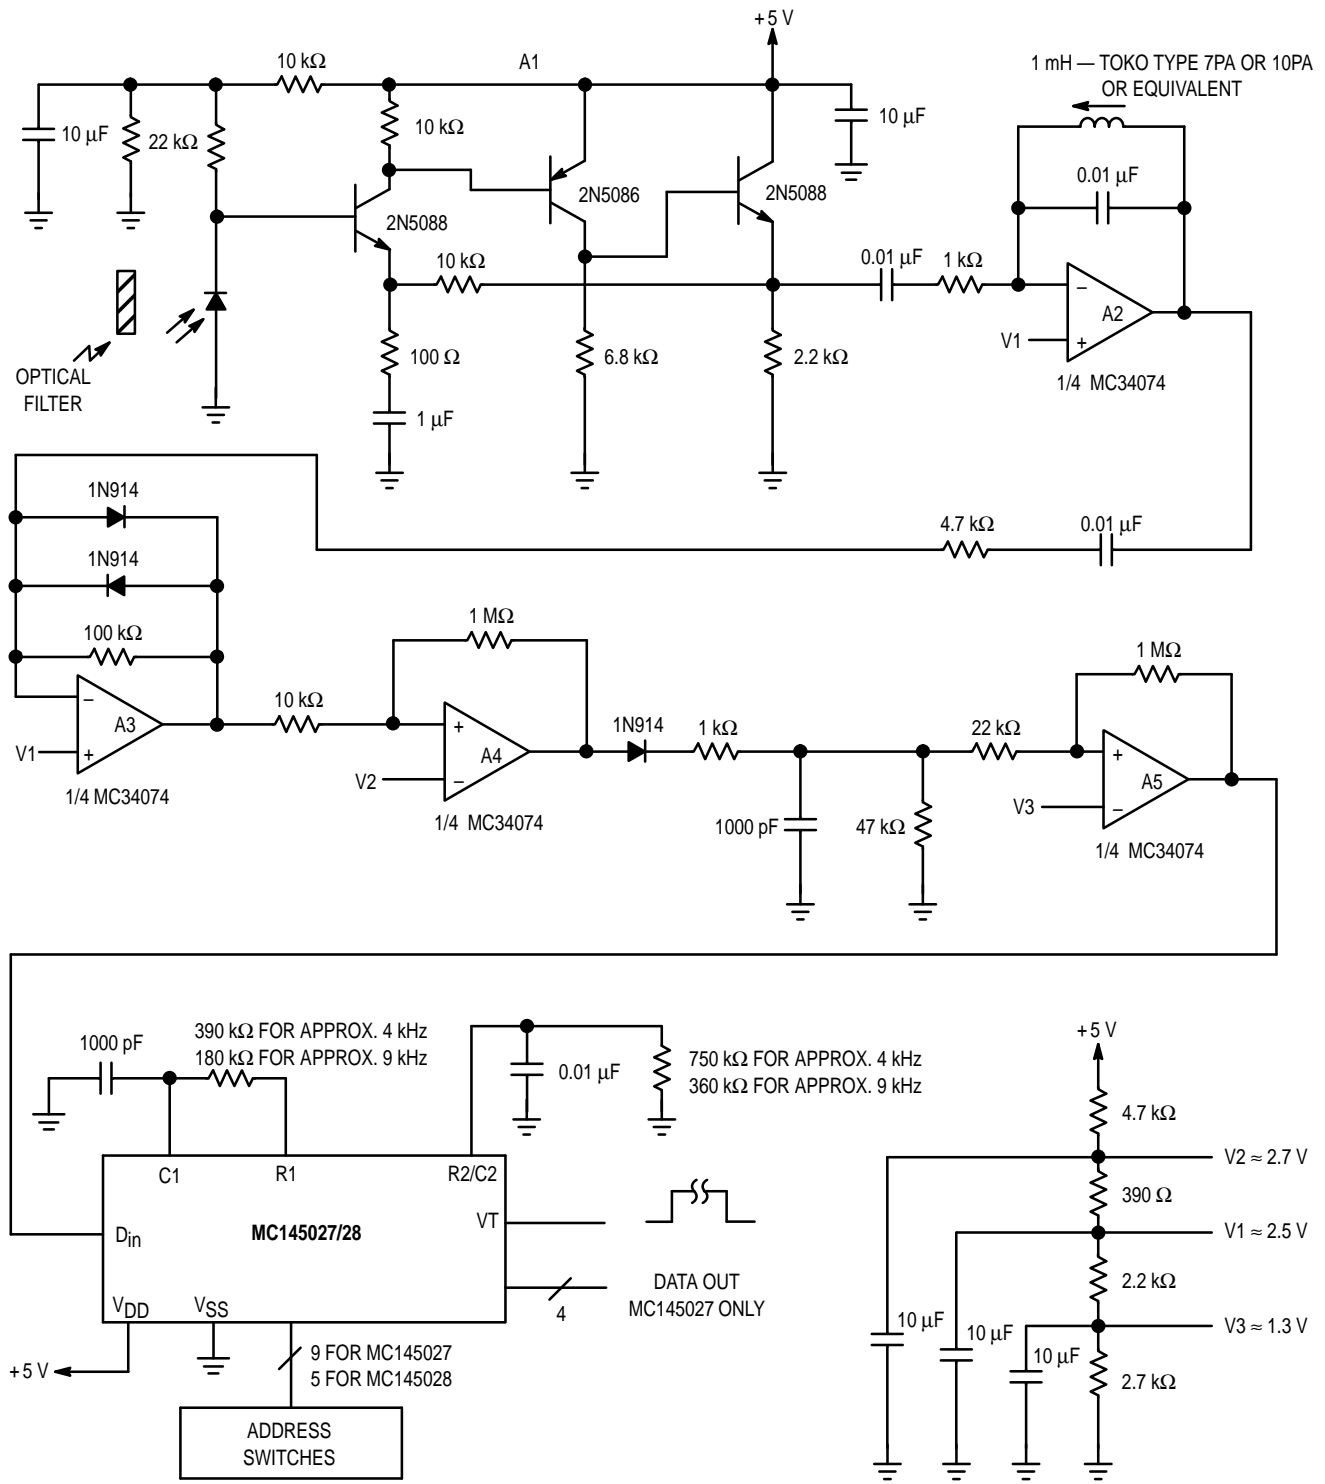 +5 V
10 kΩ
A1
1 mH — TOKO TYPE 7PA OR 10PA
OR EQUIVALENT
10 µF
22 kΩ
10 kΩ
10 µF
0.01 µF
2N5088
2N5086
2N5088
10 kΩ
0.01 µF
1 kΩ
–
A2
V1
+
1/4 MC34074
100 Ω
6.8 kΩ
2.2 kΩ
OPTICAL
FILTER
1 µF
1N914
1N914
100 kΩ
4.7 kΩ
0.01 µF
–
A3
V1
+
1/4 MC34074
10 kΩ
1 MΩ
+
A4
V2
–
1/4 MC34074
1N914
1 kΩ
1000 pF
47 kΩ
22 kΩ
1 MΩ
+
A5
V3
–
1/4 MC34074
1000 pF
390 kΩ FOR APPROX. 4 kHz
180 kΩ FOR APPROX. 9 kHz
0.01 µF
750 kΩ FOR APPROX. 4 kHz
360 kΩ FOR APPROX. 9 kHz
C1
R1
R2/C2
Din
MC145027/28
VT
VDD
VSS
4
DATA OUT
MC145027 ONLY
+5 V
9 FOR MC145027
5 FOR MC145028
ADDRESS
SWITCHES
+5 V
4.7 kΩ
V2 ≈ 2.7 V
390 Ω
V1 ≈ 2.5 V
2.2 kΩ
V3 ≈ 1.3 V
10 µF
10 µF
10 µF
2.7 kΩ